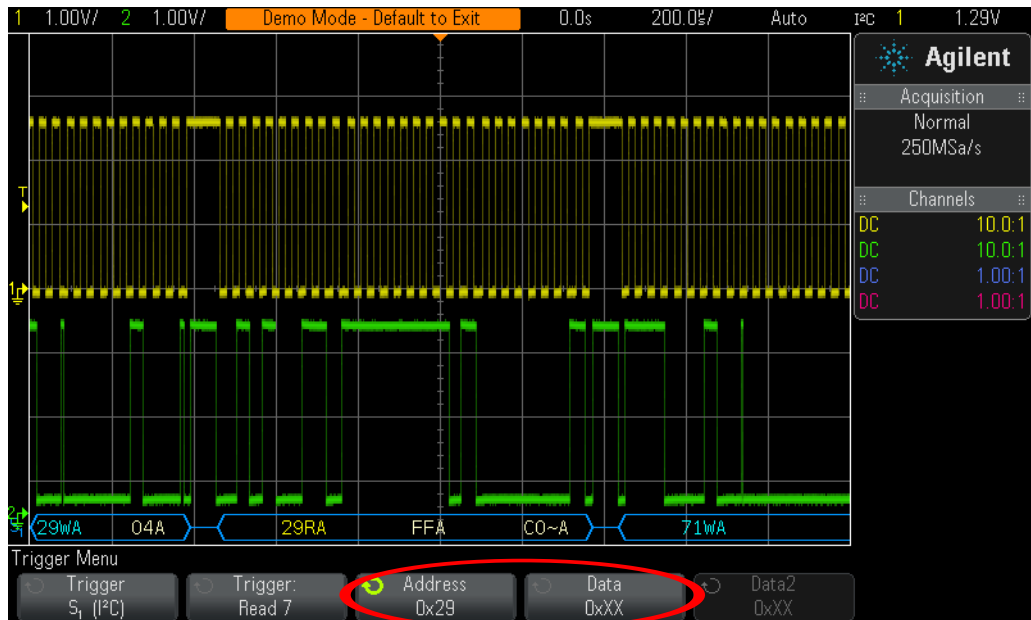 1 1.00V/ 2 1.00V/ Demo Mode - Default to Exit 0.0s 200.0µs/ Auto I²C 1 1.29V
Agilent
Acquisition
Normal
250MSa/s
Channels
DC 10.0:1
DC 10.0:1
DC 1.00:1
DC 1.00:1
T
1
2
S1 29WA 04A 29RA FFA C0~A 71WA
Trigger Menu
Trigger Trigger: Address Data Data2
S1 (I²C) Read 7 0x29 0xXX 0xXX